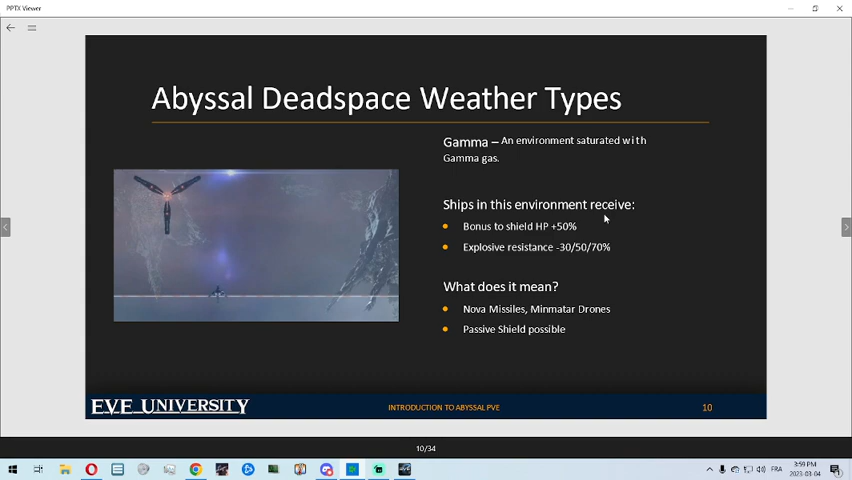 PPTX Viewer
Abyssal Deadspace Weather Types
Gamma – An environment saturated with
Gamma gas.
Ships in this environment receive:
Bonus to shield HP +50%
Explosive resistance -30/50/70%
What does it mean?
Nova Missiles, Minmatar Drones
Passive Shield possible
EVE UNIVERSITY
INTRODUCTION TO ABYSSAL PVE
10
10/34
FRA
3:59 PM
2023-03-04